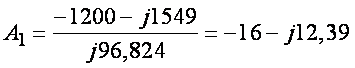 A₁ = (-1200 - j1549) / (j96,824) = -16 - j12,39